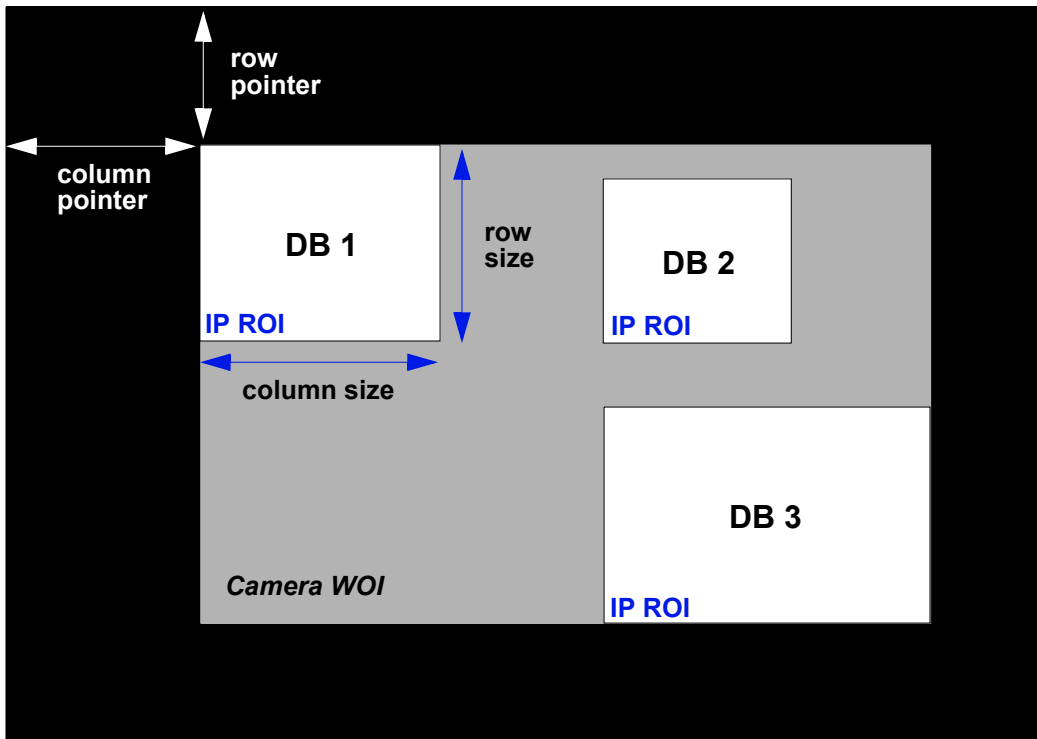 row
pointer
column
pointer
DB 1
row
size
DB 2
IP ROI
IP ROI
column size
DB 3
Camera WOI
IP ROI